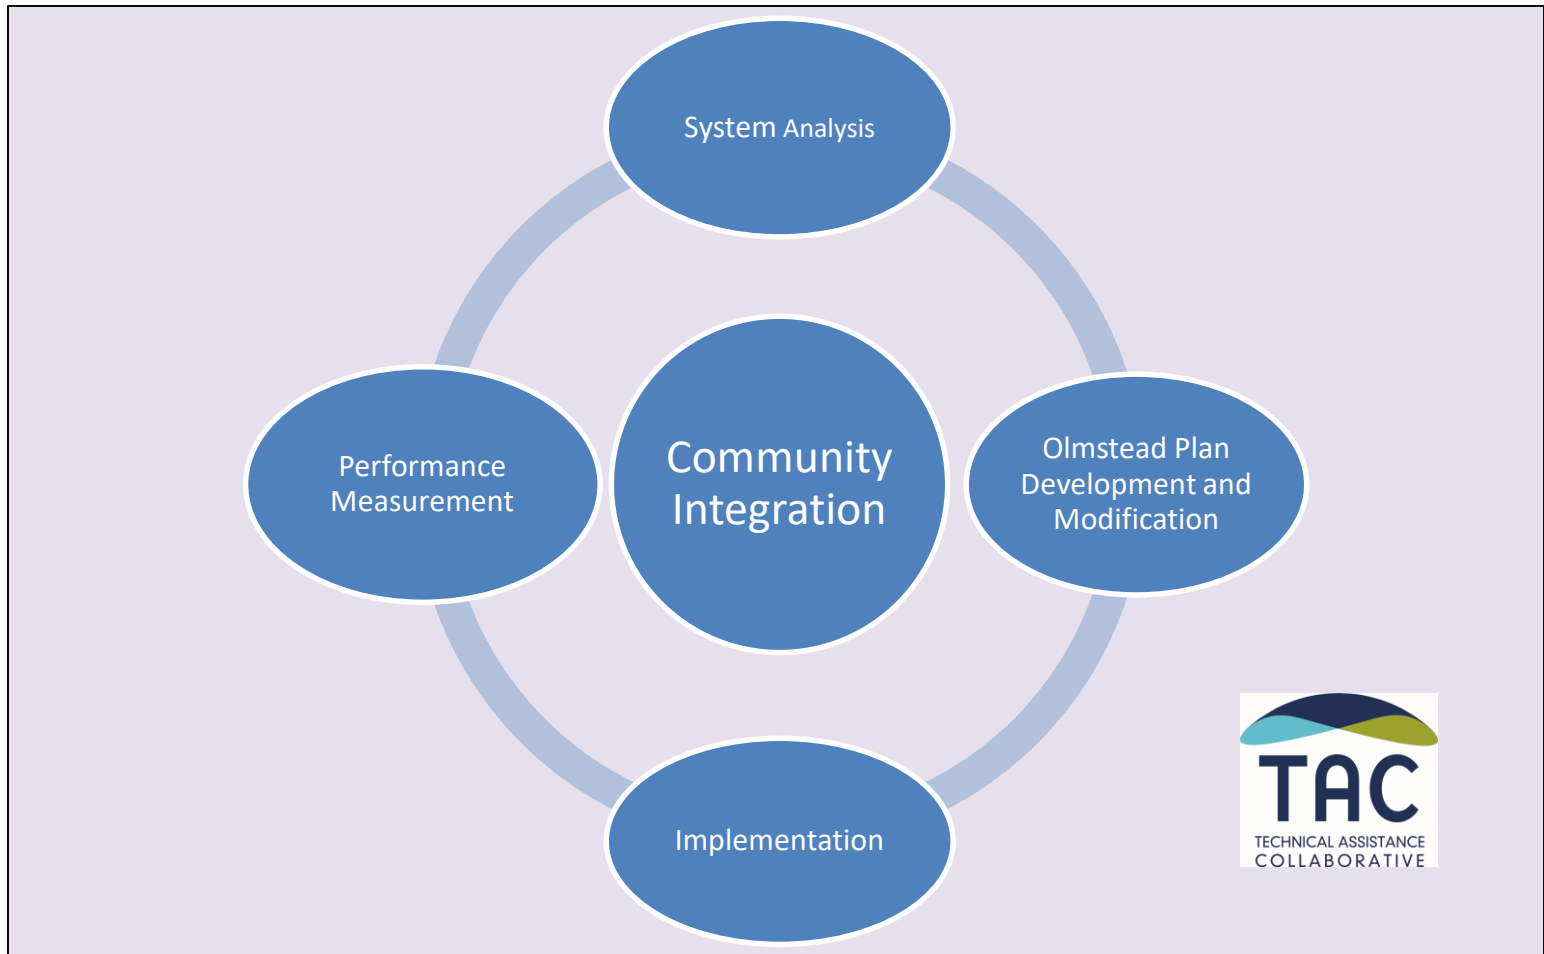 System Analysis
Performance
Measurement
Community
Integration
Olmstead Plan
Development and
Modification
Implementation
TAC
TECHNICAL ASSISTANCE
COLLABORATIVE